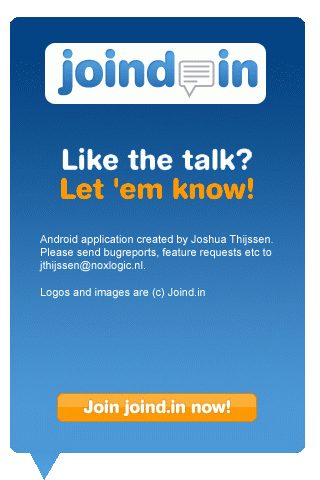 joind in
Like the talk?
Let 'em know!
Android application created by Joshua Thijssen.
Please send bugreports, feature requests etc to
jthijssen@noxlogic.nl.
Logos and images are (c) Joind.in
Join joind.in now!